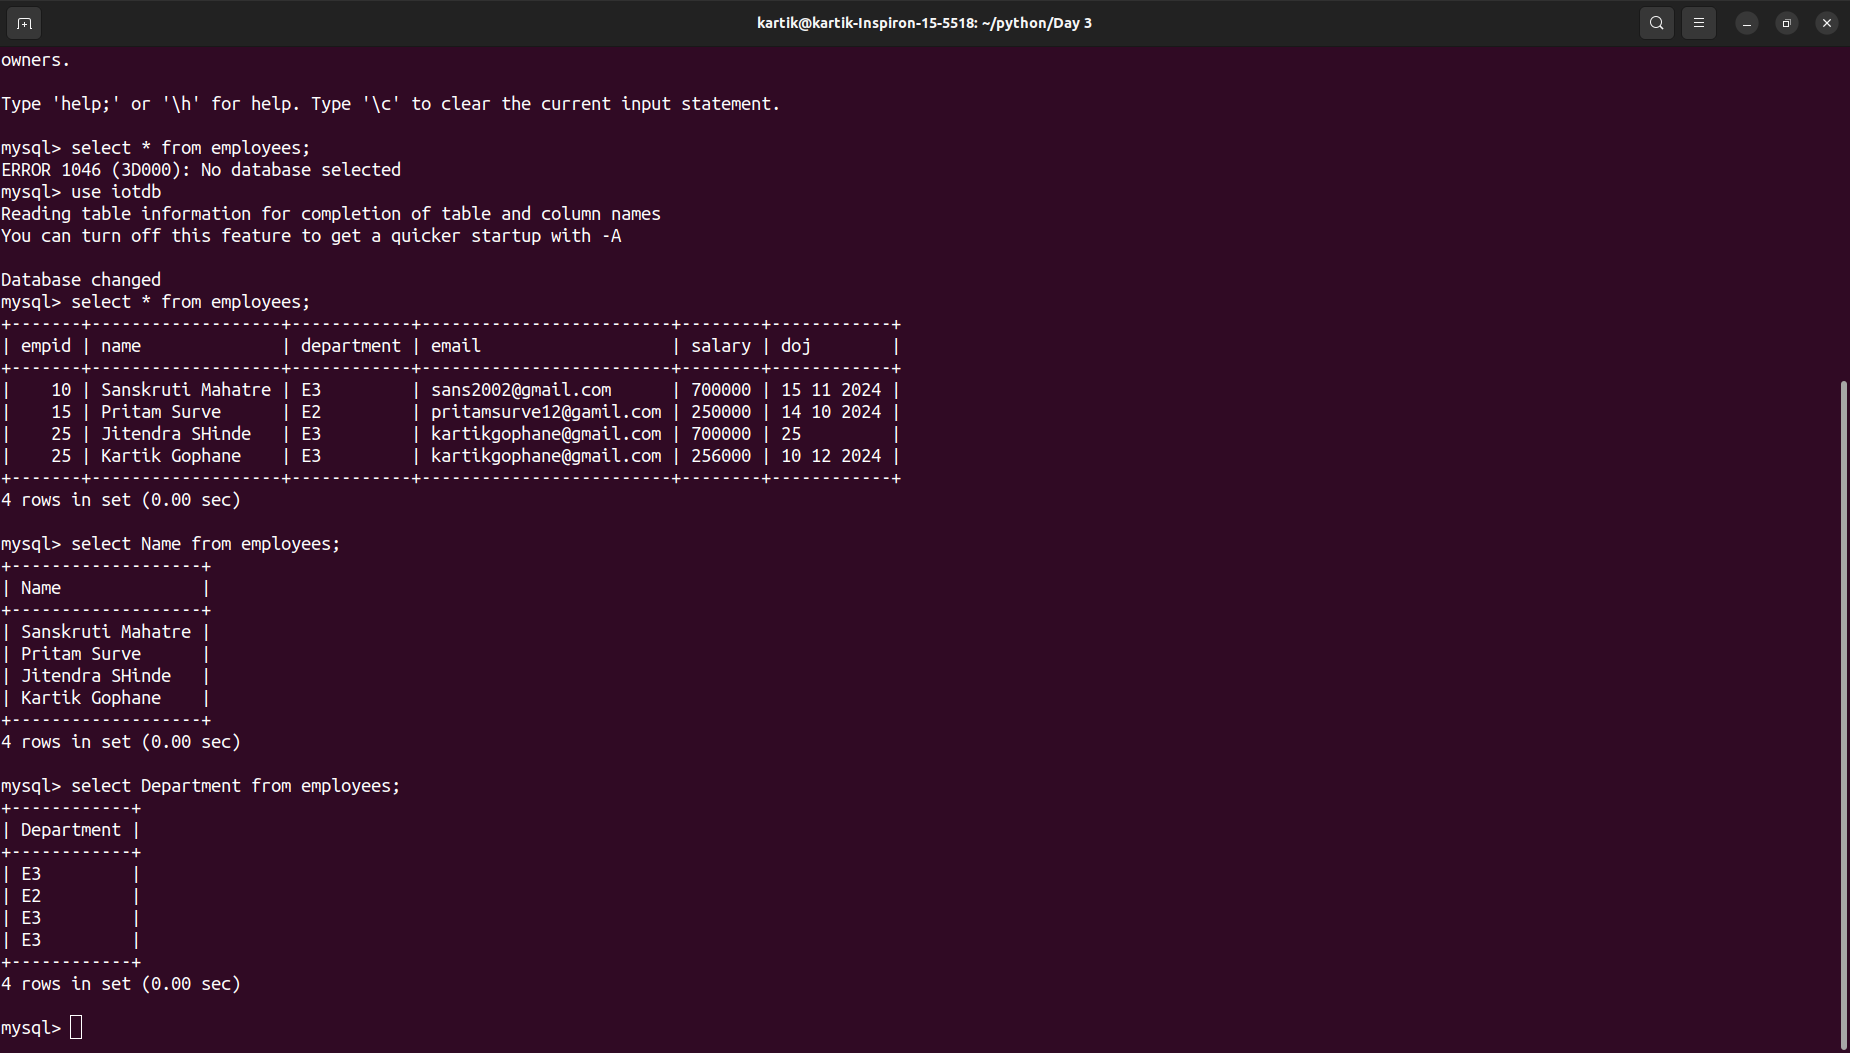 kartik@kartik-Inspiron-15-5518: ~/python/Day 3
owners.

Type 'help;' or '\h' for help. Type '\c' to clear the current input statement.

mysql> select * from employees;
ERROR 1046 (3D000): No database selected
mysql> use iotdb
Reading table information for completion of table and column names
You can turn off this feature to get a quicker startup with -A

Database changed
mysql> select * from employees;
+-------+-------------------+------------+-------------------------+--------+------------+
| empid | name              | department | email                   | salary | doj        |
+-------+-------------------+------------+-------------------------+--------+------------+
|    10 | Sanskruti Mahatre | E3         | sans2002@gmail.com      | 700000 | 15 11 2024 |
|    15 | Pritam Surve      | E2         | pritamsurve12@gamil.com | 250000 | 14 10 2024 |
|    25 | Jitendra SHinde   | E3         | kartikgophane@gmail.com | 700000 | 25         |
|    25 | Kartik Gophane    | E3         | kartikgophane@gmail.com | 256000 | 10 12 2024 |
+-------+-------------------+------------+-------------------------+--------+------------+
4 rows in set (0.00 sec)

mysql> select Name from employees;
+-------------------+
| Name              |
+-------------------+
| Sanskruti Mahatre |
| Pritam Surve      |
| Jitendra SHinde   |
| Kartik Gophane    |
+-------------------+
4 rows in set (0.00 sec)

mysql> select Department from employees;
+------------+
| Department |
+------------+
| E3         |
| E2         |
| E3         |
| E3         |
+------------+
4 rows in set (0.00 sec)

mysql>